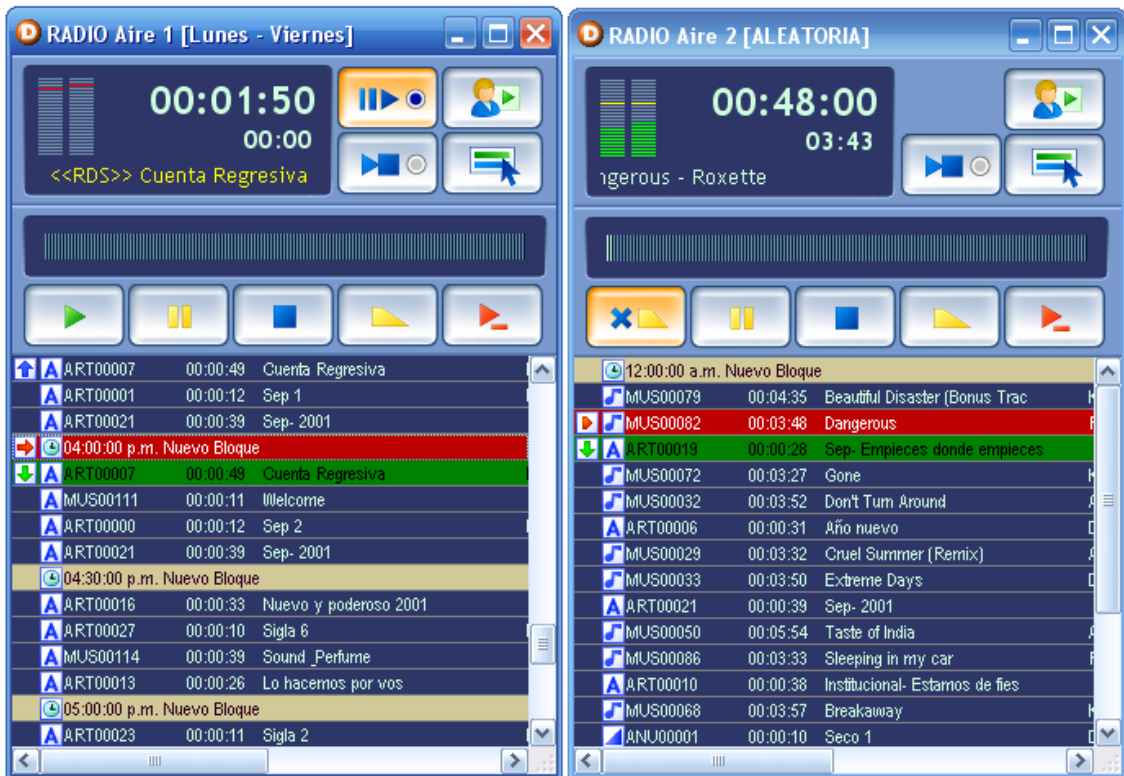 RADIO Aire 1 [Lunes - Viernes]
00:01:50
00:00
<<RDS>> Cuenta Regresiva
A ART00007 00:00:49 Cuenta Regresiva
A ART00001 00:00:12 Sep 1
A ART00021 00:00:39 Sep- 2001
04:00:00 p.m. Nuevo Bloque
A ART00007 00:00:49 Cuenta Regresiva
A MUS00111 00:00:11 Welcome
A ART00000 00:00:12 Sep 2
A ART00021 00:00:39 Sep- 2001
04:30:00 p.m. Nuevo Bloque
A ART00016 00:00:33 Nuevo y poderoso 2001
A ART00027 00:00:10 Sigla 6
A MUS00114 00:00:39 Sound _Perfume
A ART00013 00:00:26 Lo hacemos por vos
05:00:00 p.m. Nuevo Bloque
A ART00023 00:00:11 Sigla 2
RADIO Aire 2 [ALEATORIA]
00:48:00
03:43
ngerous - Roxette
12:00:00 a.m. Nuevo Bloque
MUS00079 00:04:35 Beautiful Disaster (Bonus Trac
MUS00082 00:03:48 Dangerous
A ART00019 00:00:28 Sep- Empieces donde empieces
MUS00072 00:03:27 Gone
MUS00032 00:03:52 Don't Turn Around
A ART00006 00:00:31 Año nuevo
MUS00029 00:03:32 Cruel Summer (Remix)
MUS00033 00:03:50 Extreme Days
A ART00021 00:00:39 Sep- 2001
MUS00050 00:05:54 Taste of India
MUS00086 00:03:33 Sleeping in my car
A ART00010 00:00:38 Institucional- Estamos de fies
MUS00068 00:03:57 Breakaway
ANU00001 00:00:10 Seco 1